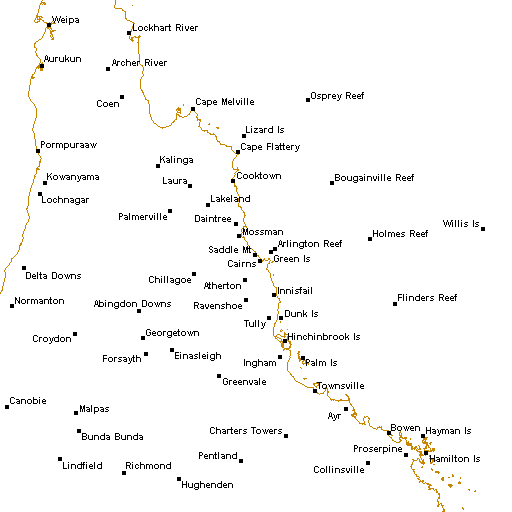 Weipa
Lockhart River
Aurukun
Archer River
Coen
Cape Melville
Osprey Reef
Lizard Is
Pormpuraaw
Cape Flattery
Kalinga
Kowanyama
Laura
Cooktown
Bougainville Reef
Lochnagar
Lakeland
Palmerville
Daintree
Willis Is
Mossman
Holmes Reef
Saddle Mt
Arlington Reef
Cairns
Green Is
Delta Downs
Chillagoe
Atherton
Innisfail
Normanton
Abingdon Downs
Ravenshoe
Flinders Reef
Tully
Dunk Is
Croydon
Georgetown
Hinchinbrook Is
Forsayth
Einasleigh
Ingham
Palm Is
Greenvale
Townsville
Canobie
Malpas
Ayr
Bunda Bunda
Charters Towers
Bowen
Hayman Is
Proserpine
Hamilton Is
Lindfield
Richmond
Pentland
Collinsville
Hughenden